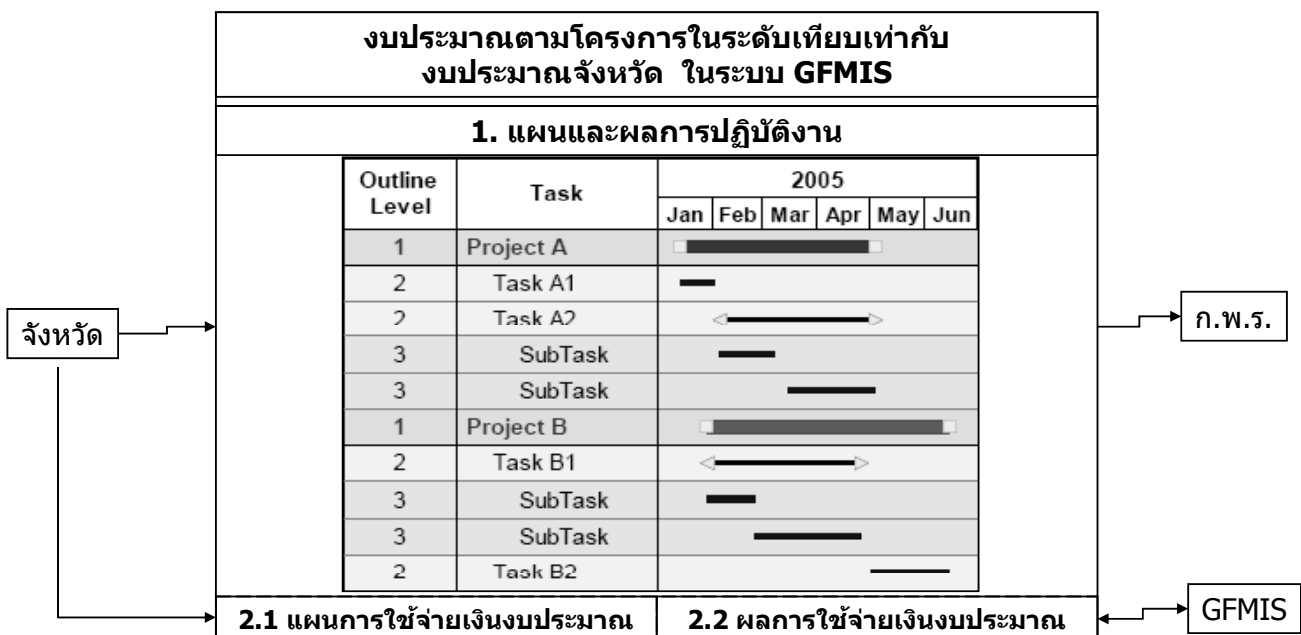 งบประมาณตามโครงการในระดับเทียบเท่ากับ
งบประมาณจังหวัด ในระบบ GFMIS
1. แผนและผลการปฏิบัติงาน
Outline Level Task 2005
Jan Feb Mar Apr May Jun
1 Project A
2 Task A1
2 Task A2
3 SubTask
3 SubTask
1 Project B
2 Task B1
3 SubTask
3 SubTask
2 Task B2
จังหวัด
ก.พ.ร.
2.1 แผนการใช้จ่ายเงินงบประมาณ 2.2 ผลการใช้จ่ายเงินงบประมาณ
GFMIS